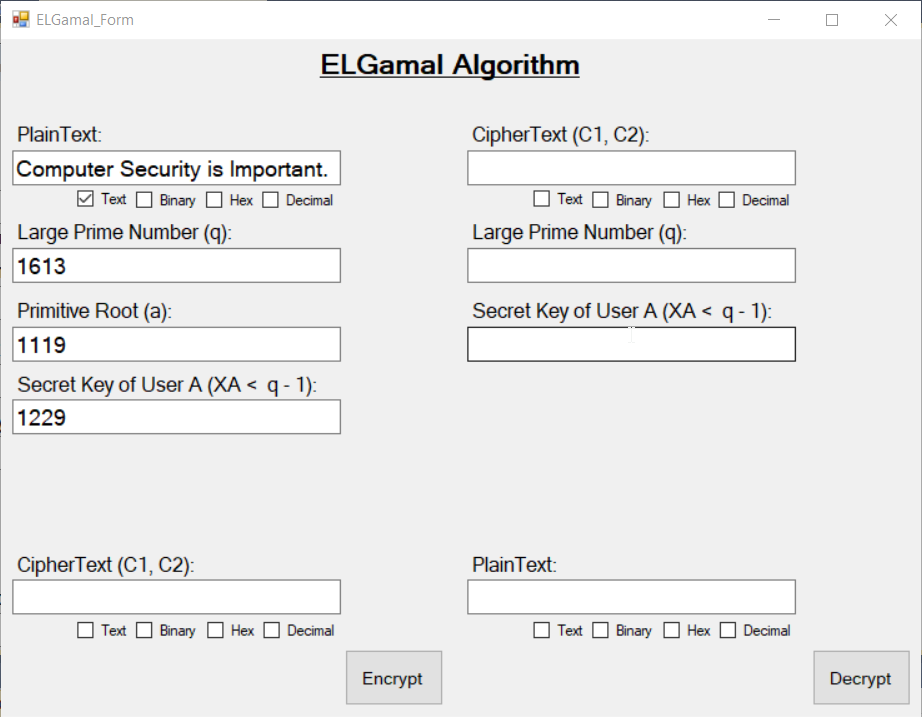 ELGamal_Form
ELGamal Algorithm
PlainText:
Computer Security is Important.
Text Binary Hex Decimal
Large Prime Number (q):
1613
Primitive Root (a):
1119
Secret Key of User A (XA < q - 1):
1229
CipherText (C1, C2):
Text Binary Hex Decimal
Encrypt
CipherText (C1, C2):
Text Binary Hex Decimal
Large Prime Number (q):
Secret Key of User A (XA < q - 1):
PlainText:
Text Binary Hex Decimal
Decrypt